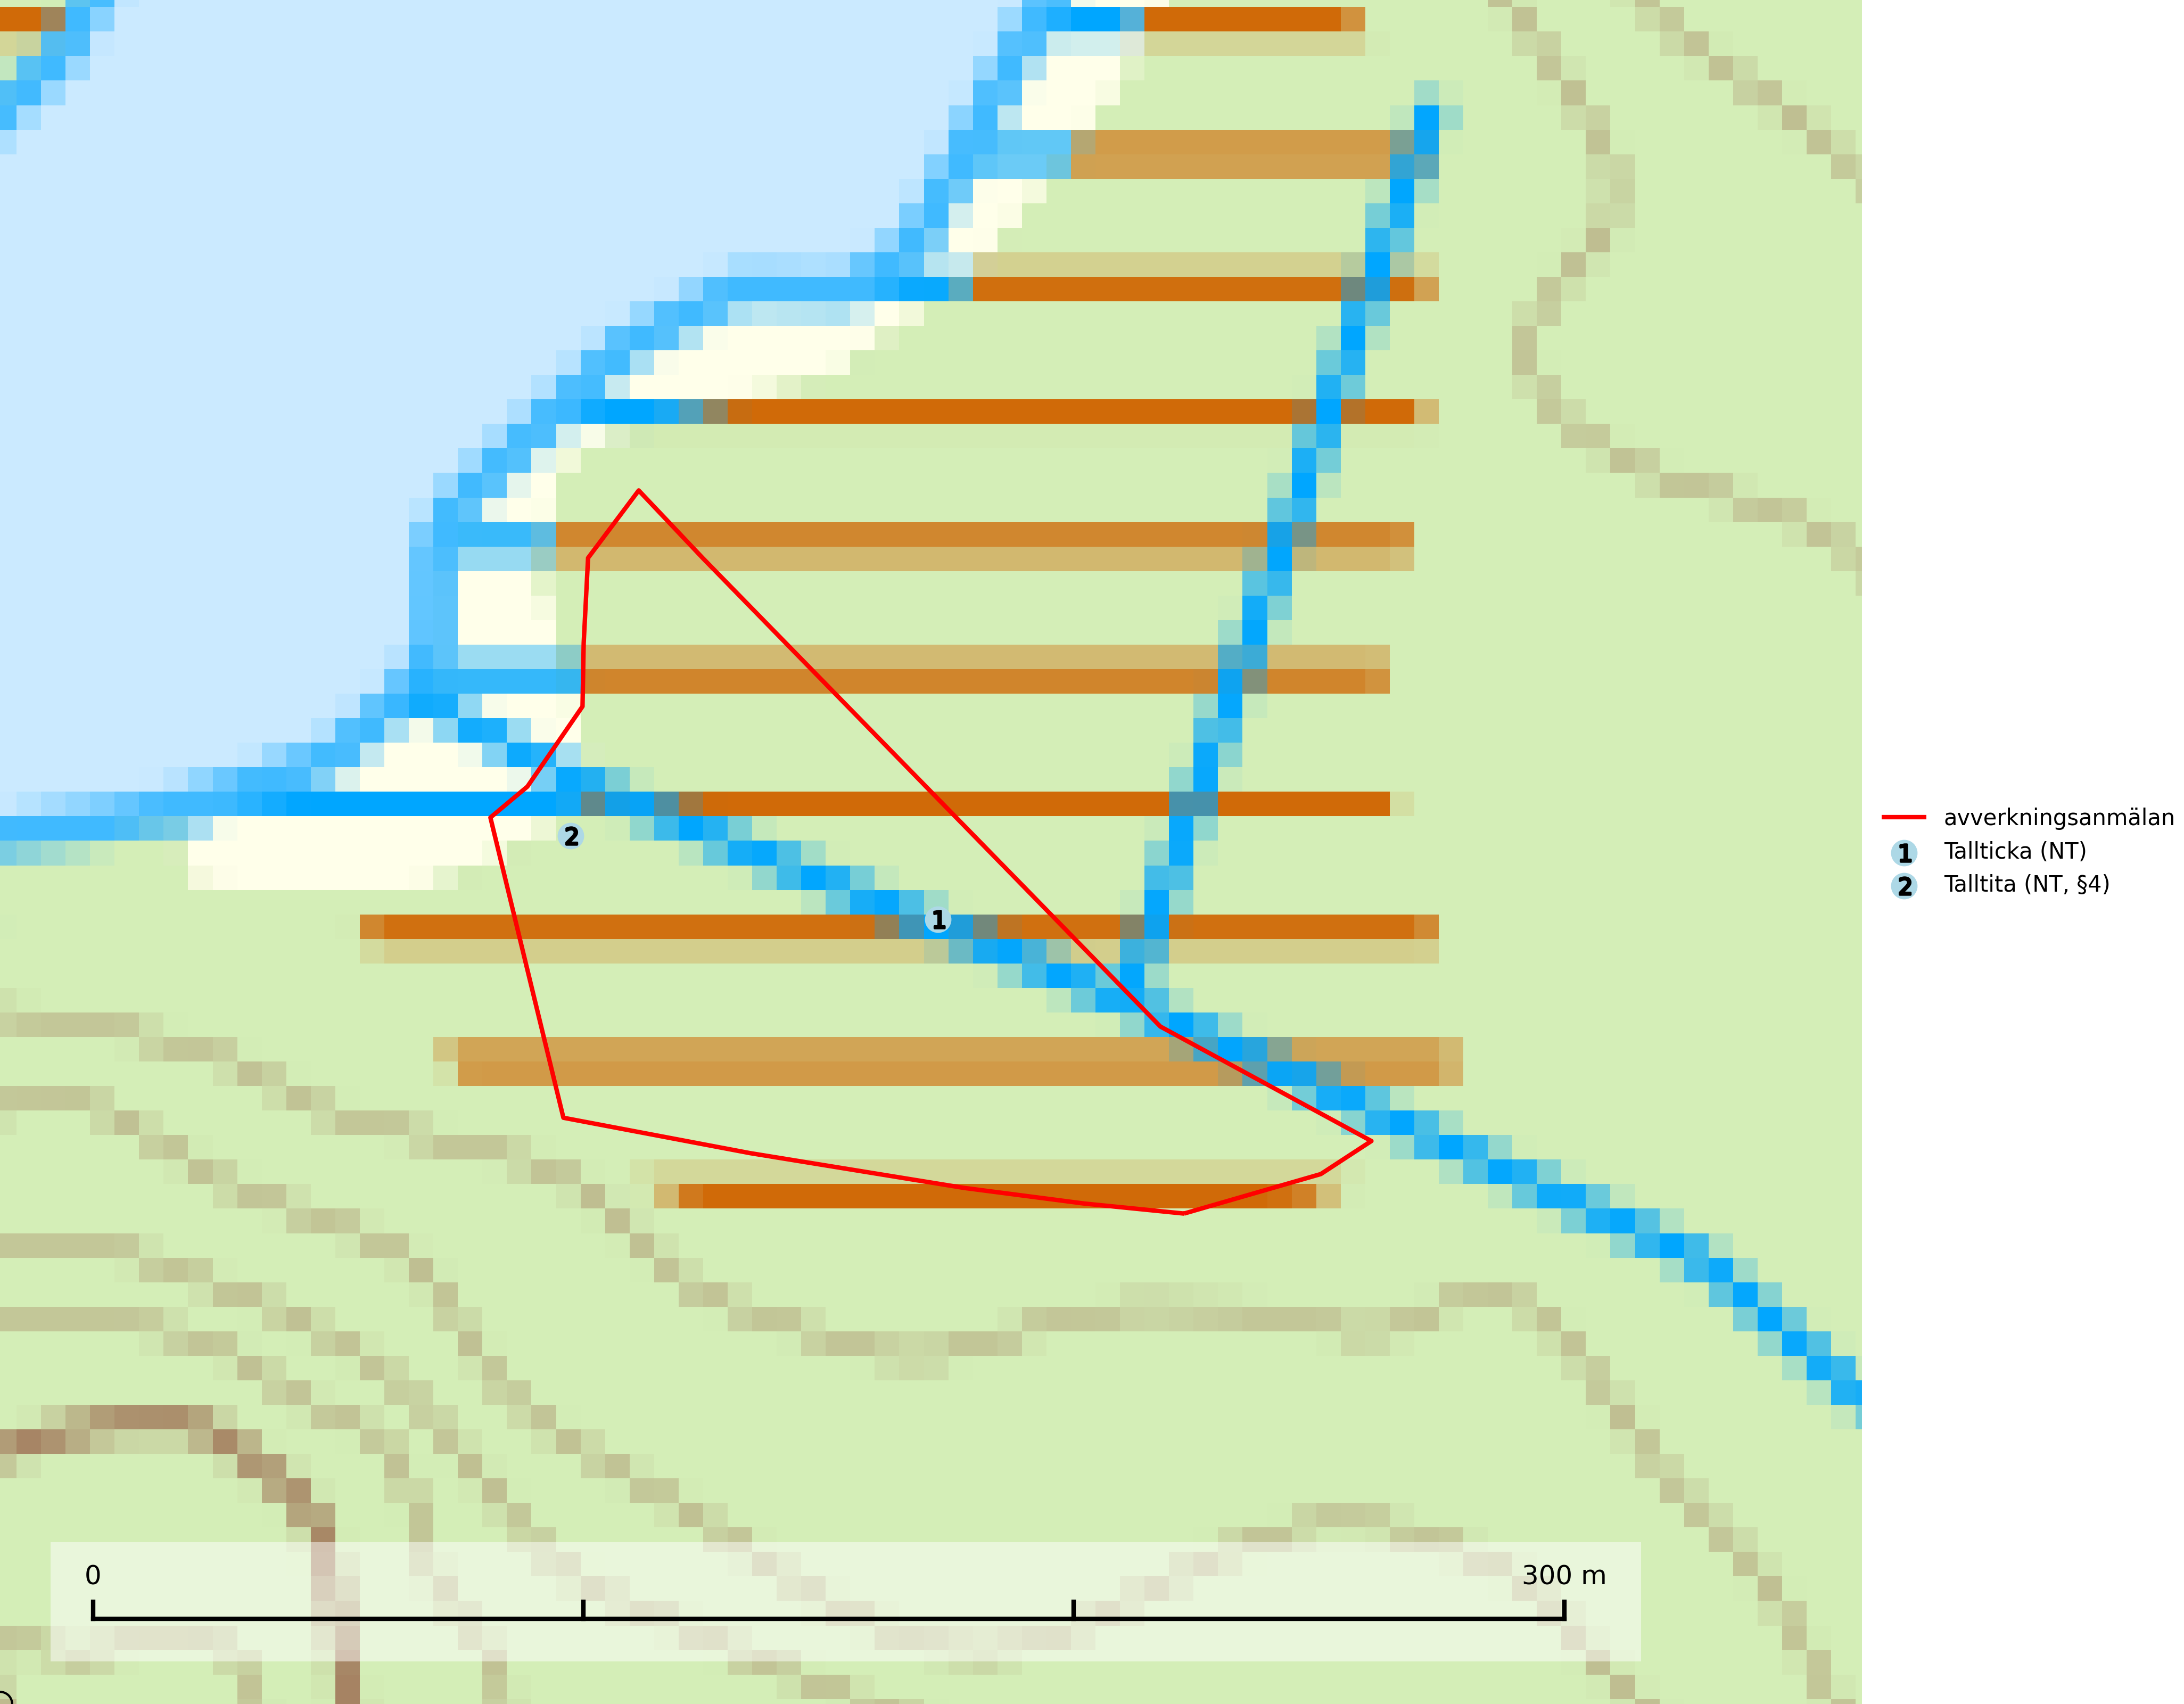 2
1
avverkningsanmälan
1 Tallticka (NT)
2 Talltita (NT, §4)
0 300 m